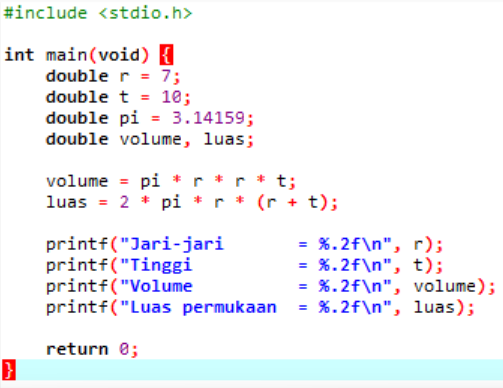 #include <stdio.h>
int main(void) {
    double r = 7;
    double t = 10;
    double pi = 3.14159;
    double volume, luas;
    volume = pi * r * r * t;
    luas = 2 * pi * r * (r + t);
    printf("Jari-jari       = %.2f\n", r);
    printf("Tinggi          = %.2f\n", t);
    printf("Volume          = %.2f\n", volume);
    printf("Luas permukaan  = %.2f\n", luas);
    return 0;
}